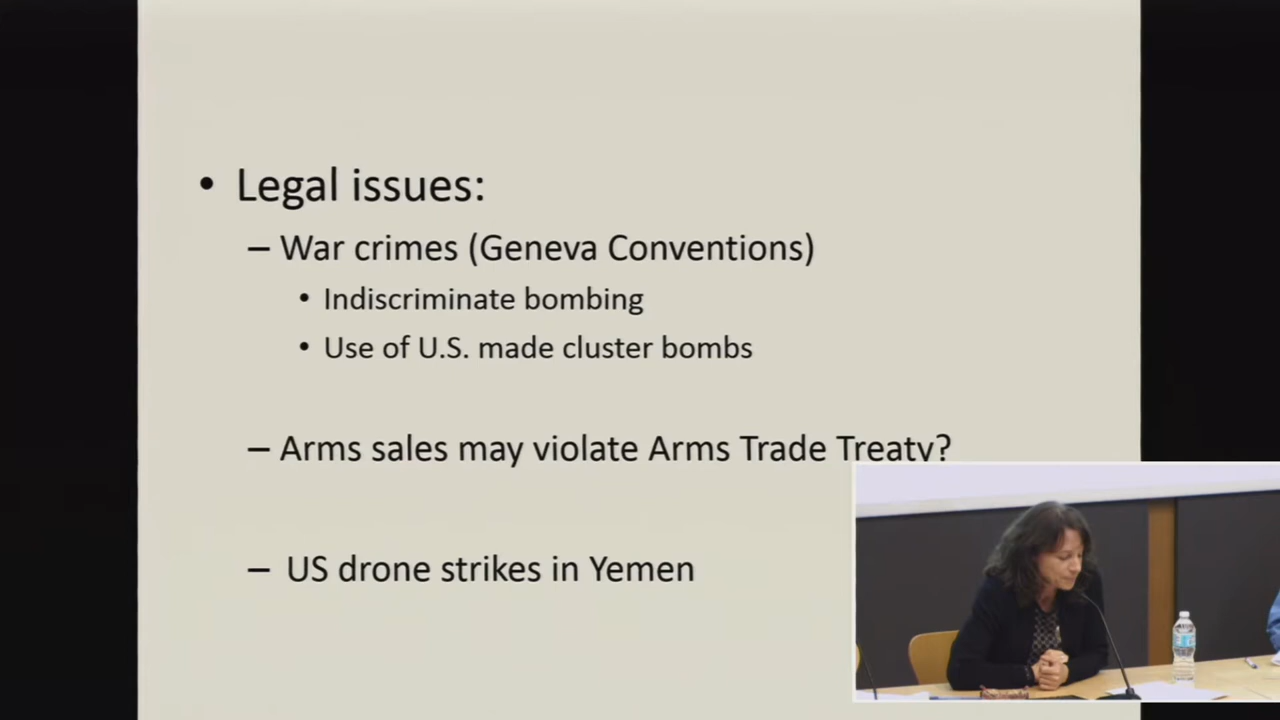 • Legal issues:
– War crimes (Geneva Conventions)
• Indiscriminate bombing
• Use of U.S. made cluster bombs
– Arms sales may violate Arms Trade Treaty?
– US drone strikes in Yemen